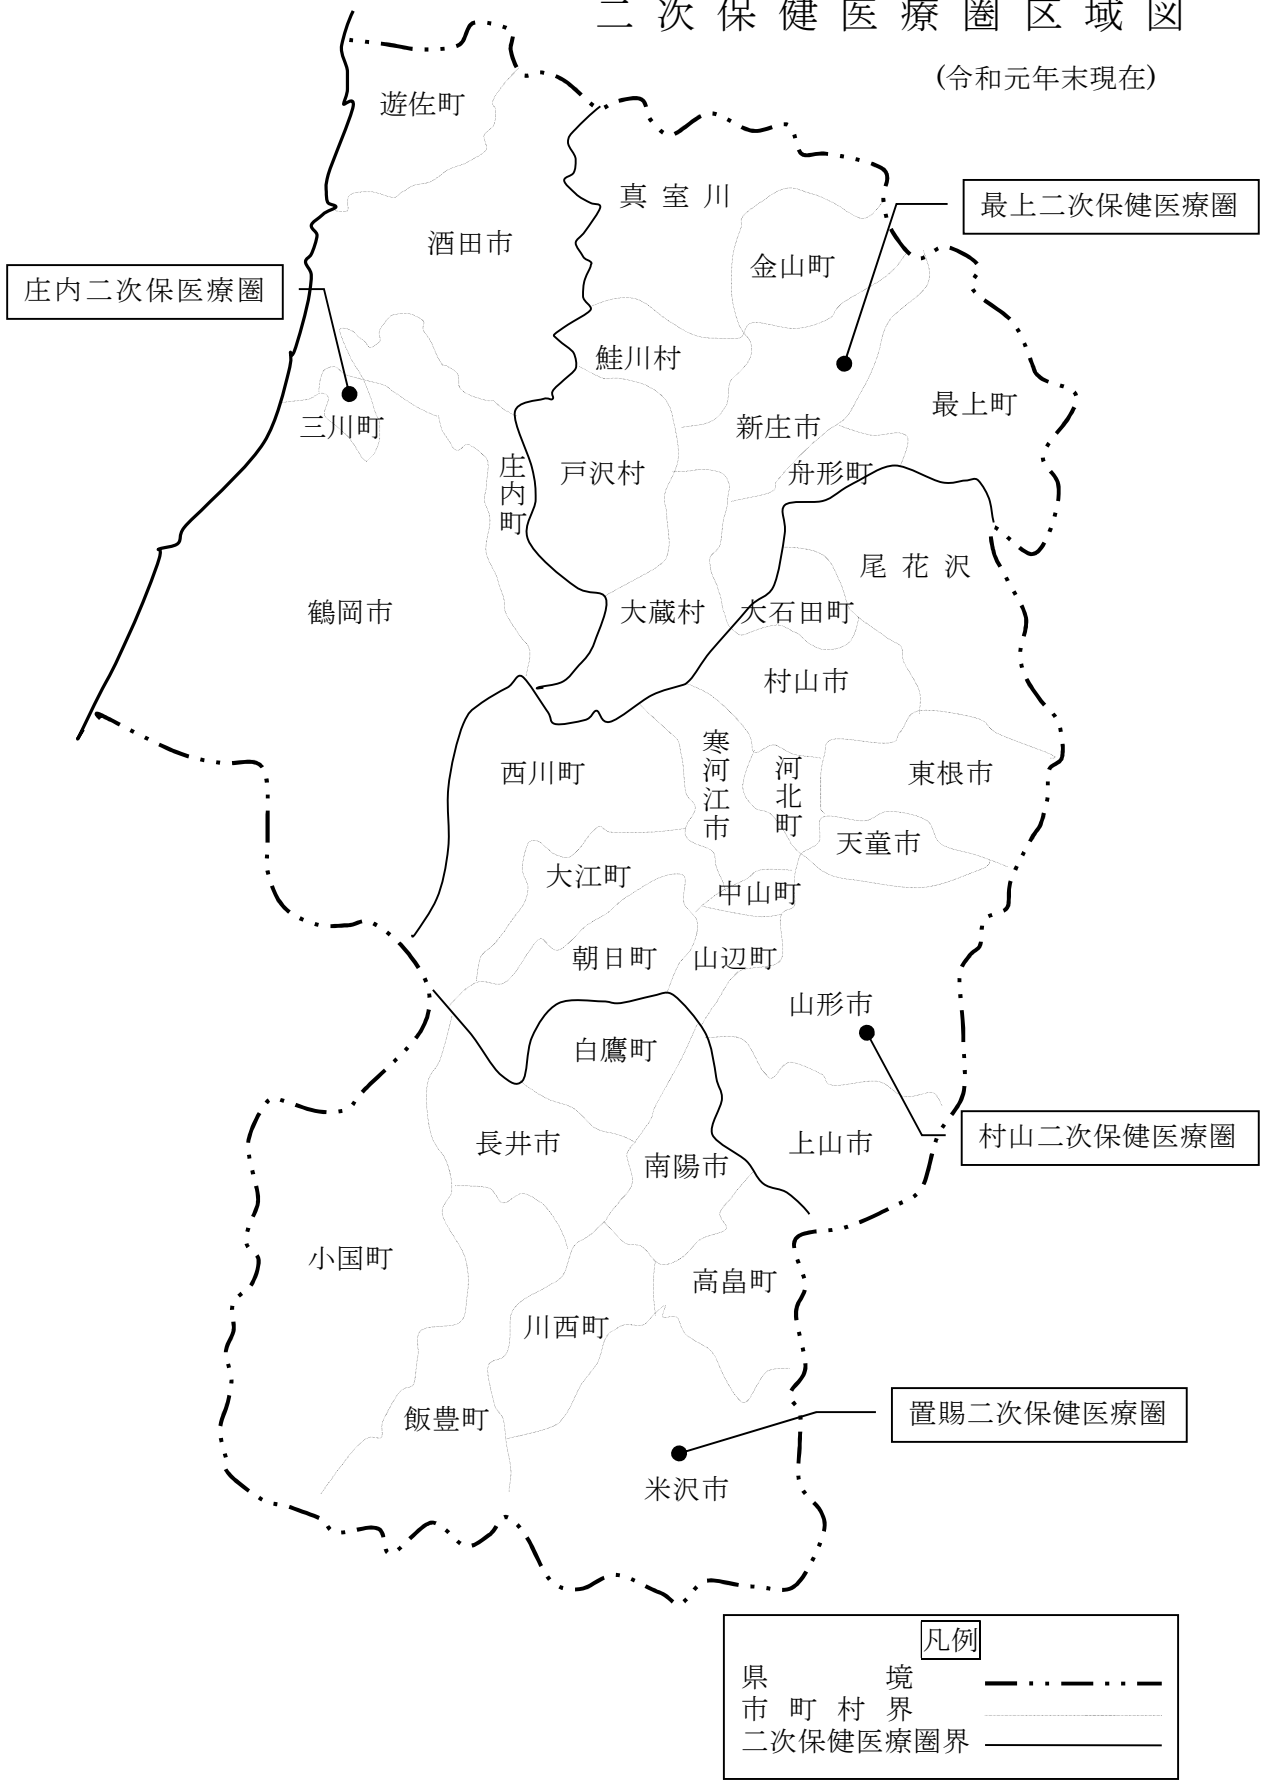 二次保健医療圏区域図
(令和元年末現在)
遊佐町
真室川
最上二次保健医療圏
酒田市
金山町
庄内二次保医療圏
鮭川村
最上町
三川町
新庄市
庄内町
戸沢村
舟形町
尾花沢
鶴岡市
大蔵村
大石田町
村山市
寒河江市
西川町
河北町
東根市
天童市
大江町
中山町
朝日町
山辺町
山形市
白鷹町
長井市
上山市
村山二次保健医療圏
南陽市
小国町
高畠町
川西町
飯豊町
置賜二次保健医療圏
米沢市
凡例
県境
市町村界
二次保健医療圏界